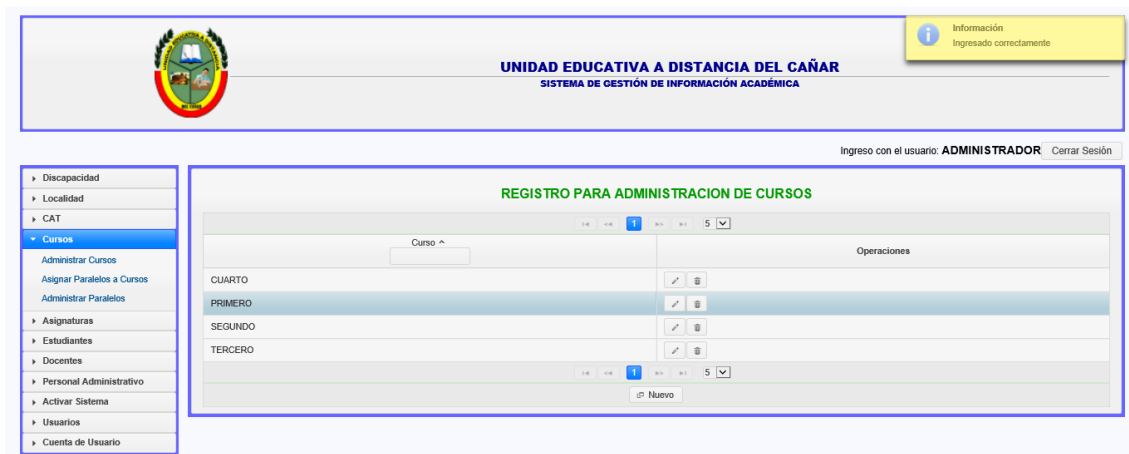 Información
Ingresado correctamente
UNIDAD EDUCATIVA A DISTANCIA DEL CAÑAR
SISTEMA DE GESTIÓN DE INFORMACIÓN ACADÉMICA
Ingreso con el usuario: ADMINISTRADOR Cerrar Sesión
Discapacidad
Localidad
CAT
Cursos
Administrar Cursos
Asignar Paralelos a Cursos
Administrar Paralelos
Asignaturas
Estudiantes
Docentes
Personal Administrativo
Activar Sistema
Usuarios
Cuenta de Usuario
REGISTRO PARA ADMINISTRACION DE CURSOS
1 5
Curso Operaciones
CUARTO
PRIMERO
SEGUNDO
TERCERO
1 5
Nuevo